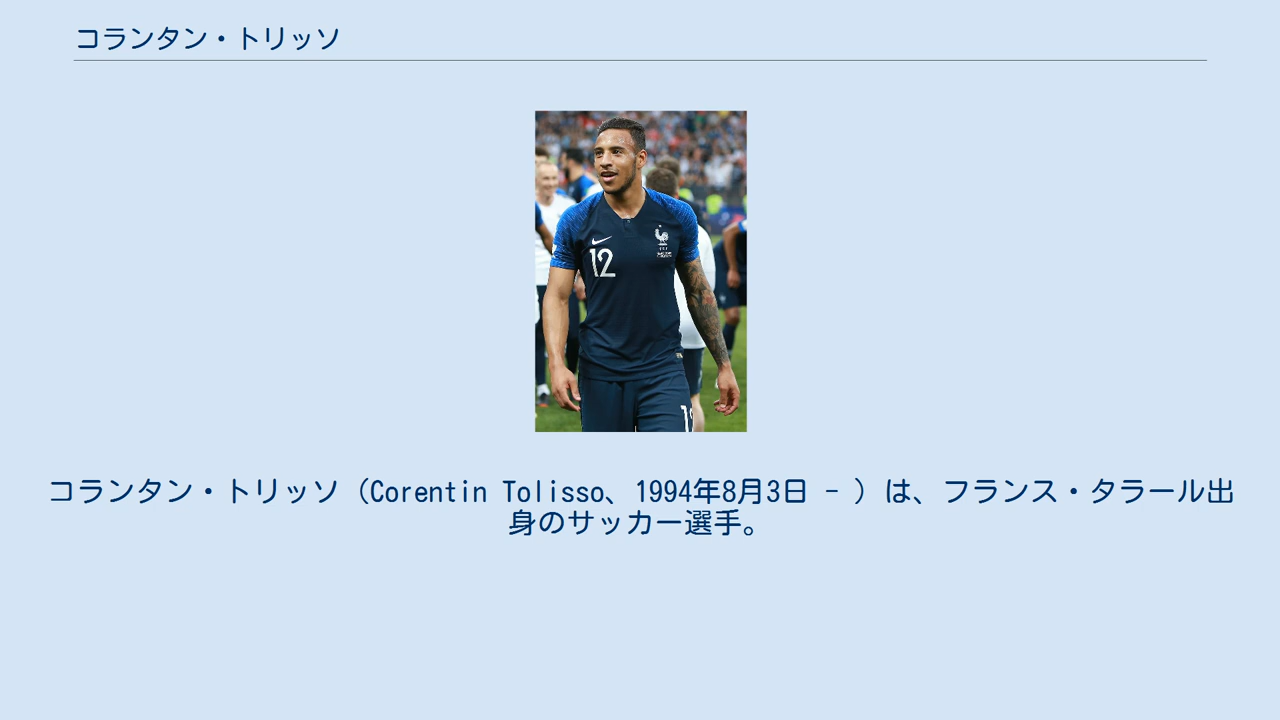 コランタン・トリッソ
12
コランタン・トリッソ（Corentin Tolisso、1994年8月3日 - ）は、フランス・タラール出
身のサッカー選手。